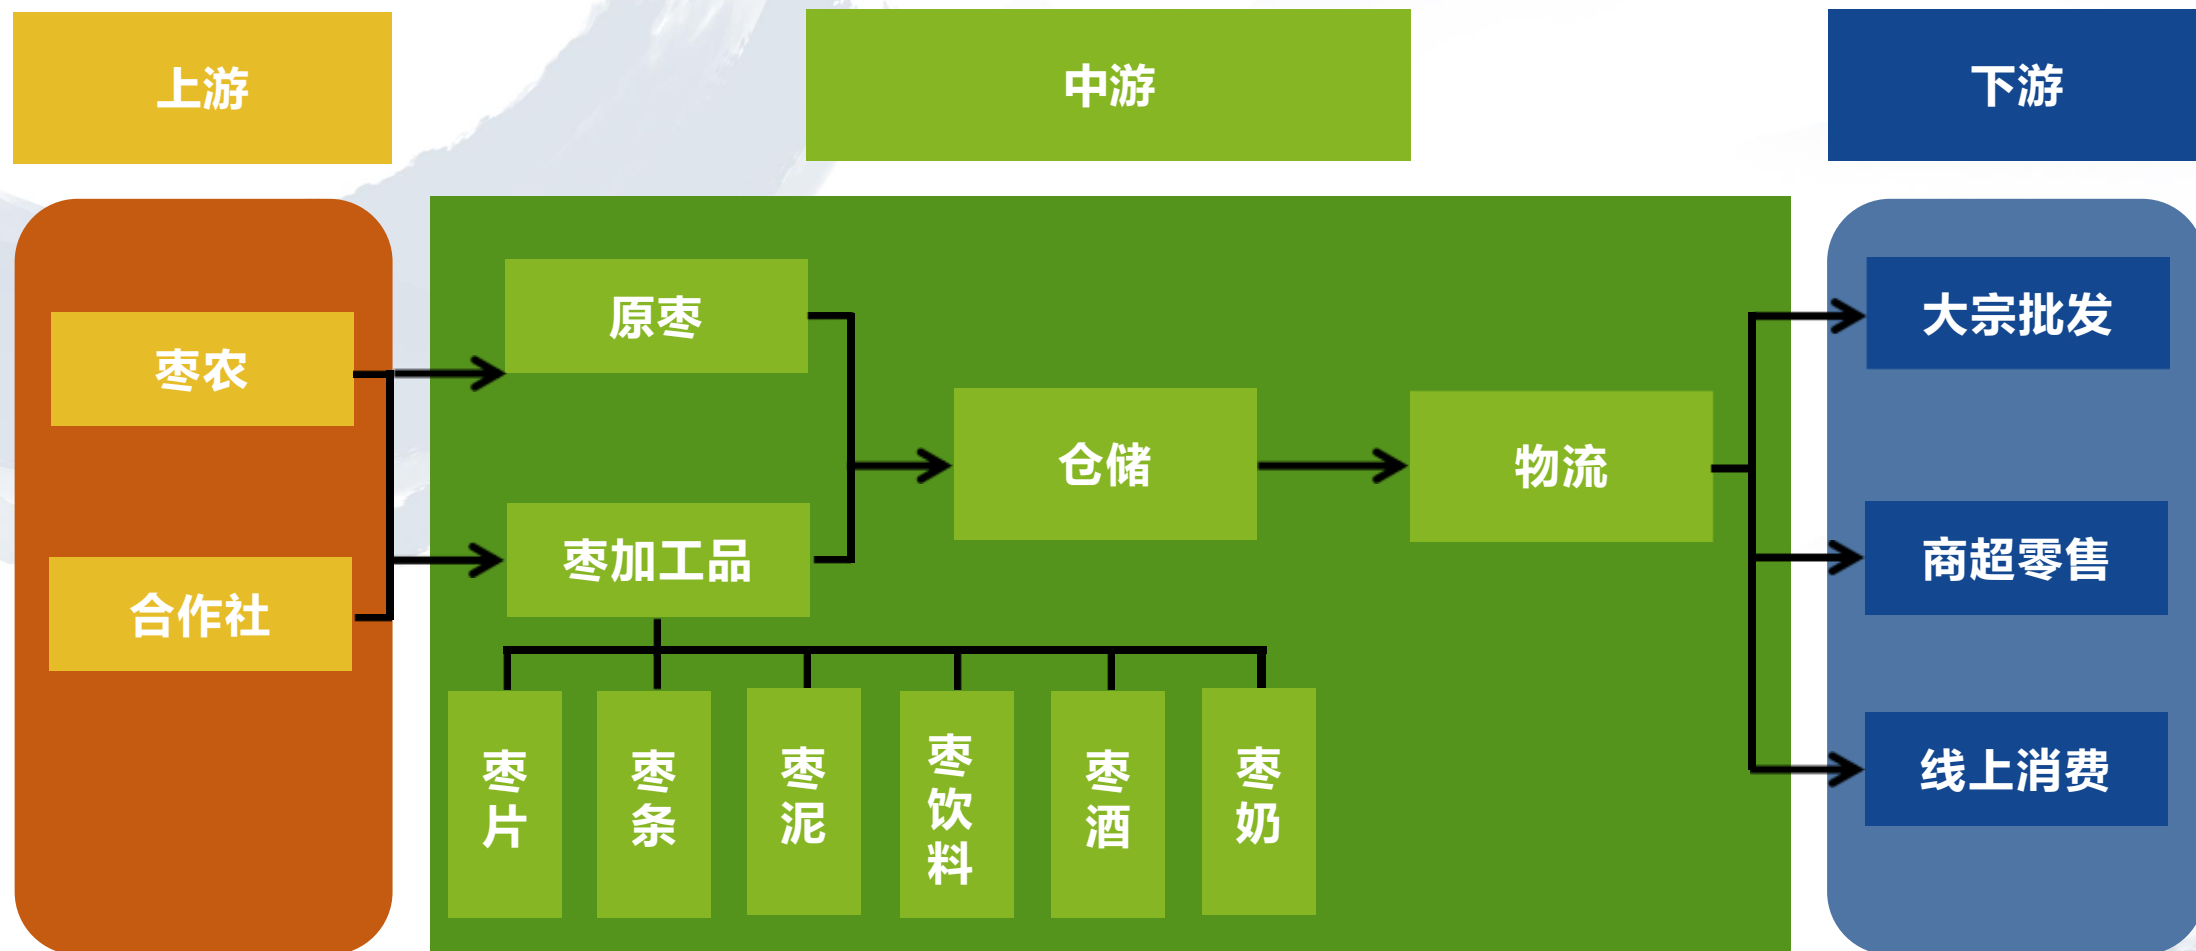 上游
中游
下游
枣农
合作社
原枣
枣加工品
仓储
物流
枣片
枣条
枣泥
枣饮料
枣酒
枣奶
大宗批发
商超零售
线上消费